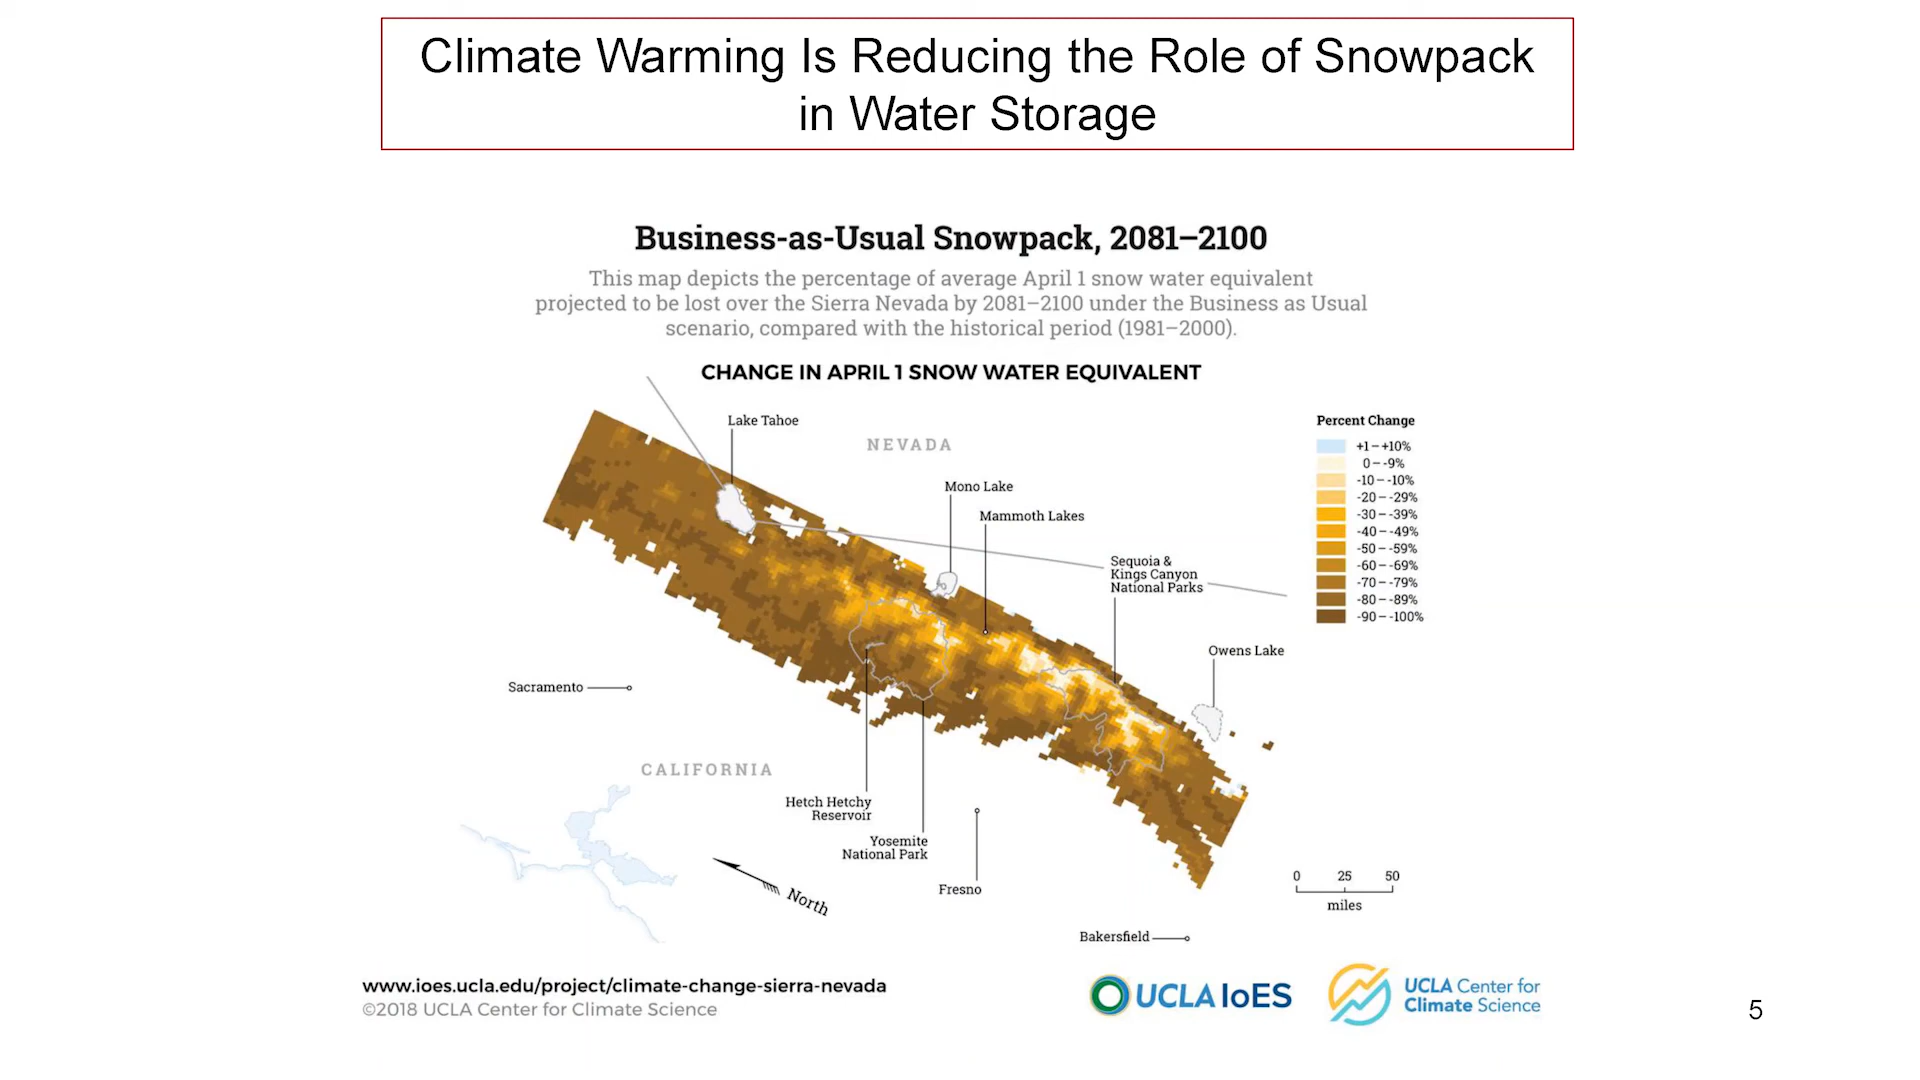 Climate Warming Is Reducing the Role of Snowpack
in Water Storage
Business-as-Usual Snowpack, 2081–2100
This map depicts the percentage of average April 1 snow water equivalent
projected to be lost over the Sierra Nevada by 2081–2100 under the Business as Usual
scenario, compared with the historical period (1981–2000).
CHANGE IN APRIL 1 SNOW WATER EQUIVALENT
Lake Tahoe
NEVADA
Mono Lake
Mammoth Lakes
Sequoia &
Kings Canyon
National Parks
Owens Lake
Percent Change
+1 – +10%
0 – -9%
-10 – -10%
-20 – -29%
-30 – -39%
-40 – -49%
-50 – -59%
-60 – -69%
-70 – -79%
-80 – -89%
-90 – -100%
Sacramento
CALIFORNIA
Hetch Hetchy
Reservoir
Yosemite
National Park
Fresno
North
Bakersfield
0 25 50
miles
www.ioes.ucla.edu/project/climate-change-sierra-nevada
©2018 UCLA Center for Climate Science
UCLA IoES
UCLA Center for
Climate Science
5